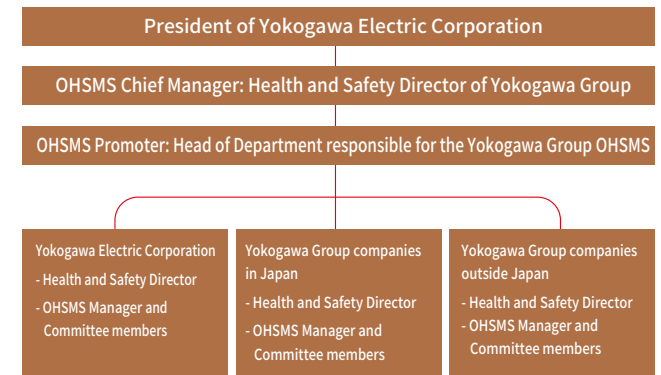 President of Yokogawa Electric Corporation
OHSMS Chief Manager: Health and Safety Director of Yokogawa Group
OHSMS Promoter: Head of Department responsible for the Yokogawa Group OHSMS
Yokogawa Electric Corporation
- Health and Safety Director
- OHSMS Manager and
Committee members
Yokogawa Group companies
in Japan
- Health and Safety Director
- OHSMS Manager and
Committee members
Yokogawa Group companies
outside Japan
- Health and Safety Director
- OHSMS Manager and
Committee members